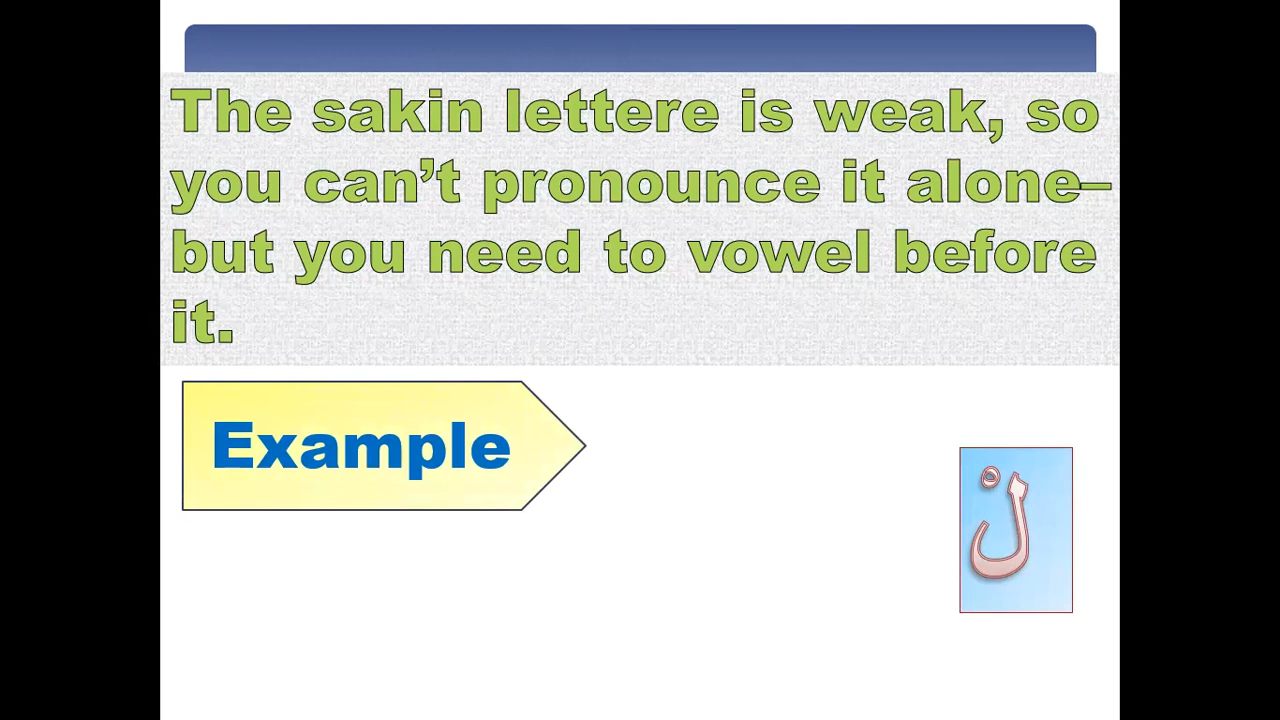 The sakin lettere is weak, so
you can’t pronounce it alone–
but you need to vowel before
it.
Example
لْ